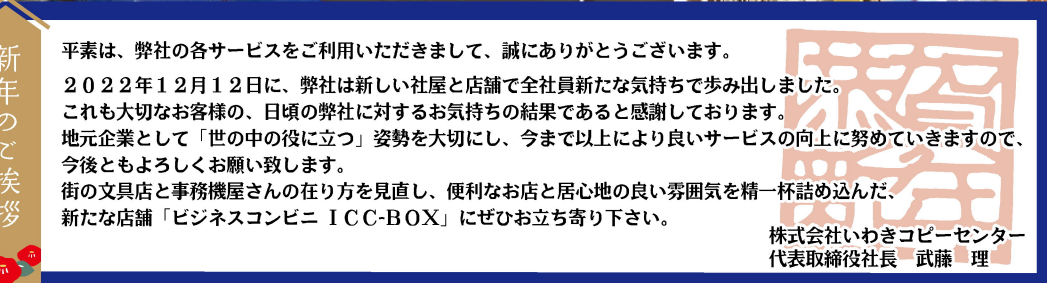 新年のご挨拶
平素は、弊社の各サービスをご利用いただきまして、誠にありがとうございます。
２０２２年１２月１２日に、弊社は新しい社屋と店舗で全社員新たな気持ちで歩み出しました。
これも大切なお客様の、日頃の弊社に対するお気持ちの結果であると感謝しております。
地元企業として「世の中の役に立つ」姿勢を大切にし、今まで以上により良いサービスの向上に努めていきますので、
今後ともよろしくお願い致します。
街の文具店と事務機屋さんの在り方を見直し、便利なお店と居心地の良い雰囲気を精一杯詰め込んだ、
新たな店舗「ビジネスコンビニ ＩＣＣ-ＢＯＸ」にぜひお立ち寄り下さい。
株式会社いわきコピーセンター
代表取締役社長　武藤　理